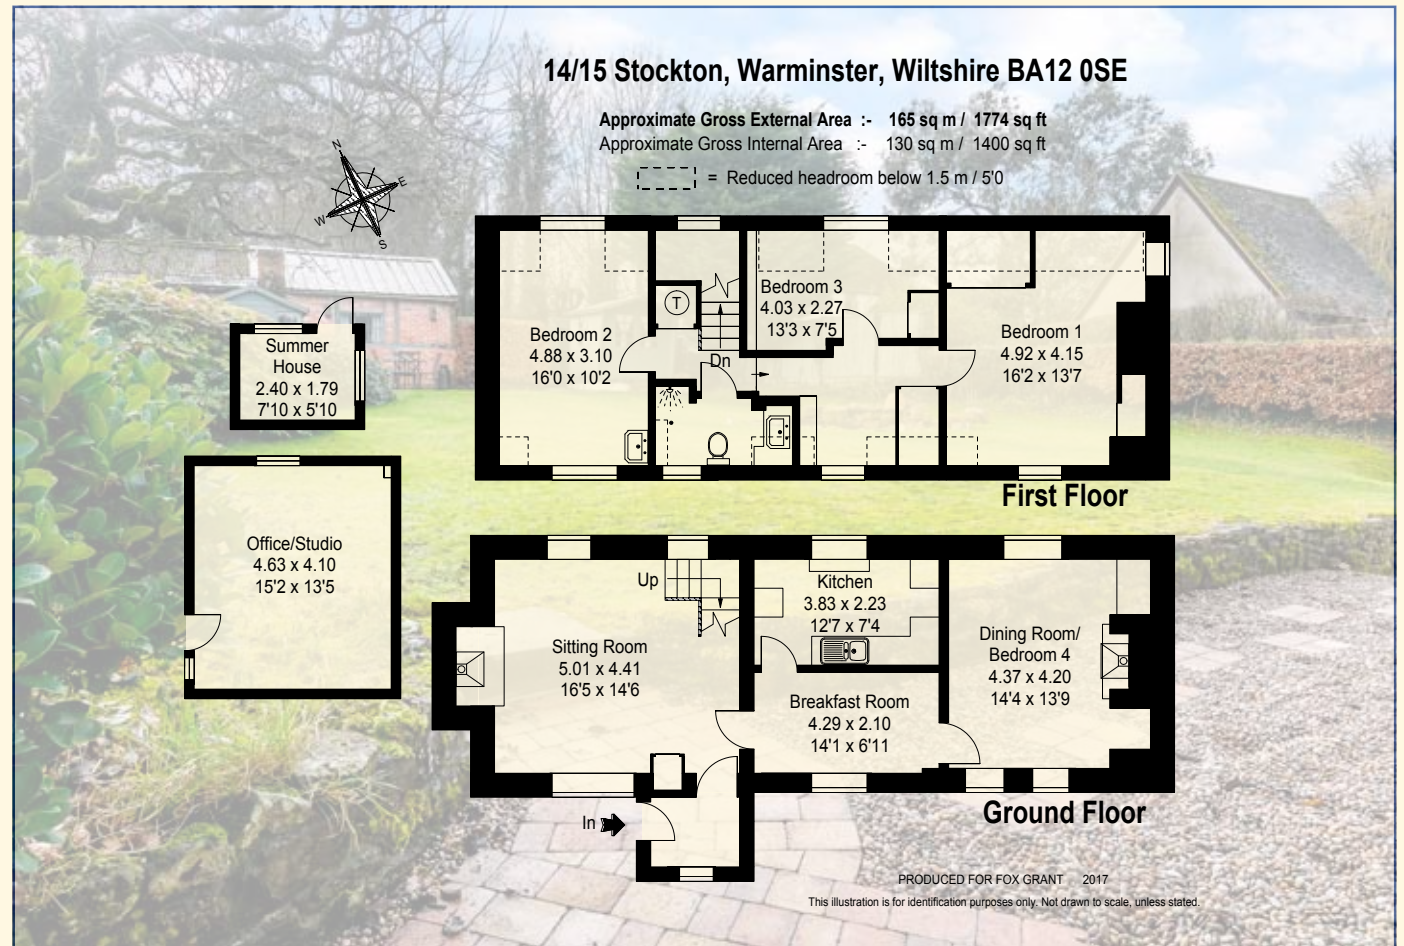 14/15 Stockton, Warminster, Wiltshire BA12 0SE
Approximate Gross External Area :- 165 sq m / 1774 sq ft
Approximate Gross Internal Area :- 130 sq m / 1400 sq ft
= Reduced headroom below 1.5 m / 5'0
N
E
W
S
Summer
House
2.40 x 1.79
7'10 x 5'10
Bedroom 2
4.88 x 3.10
16'0 x 10'2
T
Dn
Bedroom 3
4.03 x 2.27
13'3 x 7'5
Bedroom 1
4.92 x 4.15
16'2 x 13'7
First Floor
Office/Studio
4.63 x 4.10
15'2 x 13'5
Up
Sitting Room
5.01 x 4.41
16'5 x 14'6
Kitchen
3.83 x 2.23
12'7 x 7'4
Breakfast Room
4.29 x 2.10
14'1 x 6'11
Dining Room/
Bedroom 4
4.37 x 4.20
14'4 x 13'9
In
Ground Floor
PRODUCED FOR FOX GRANT 2017
This illustration is for identification purposes only. Not drawn to scale, unless stated.